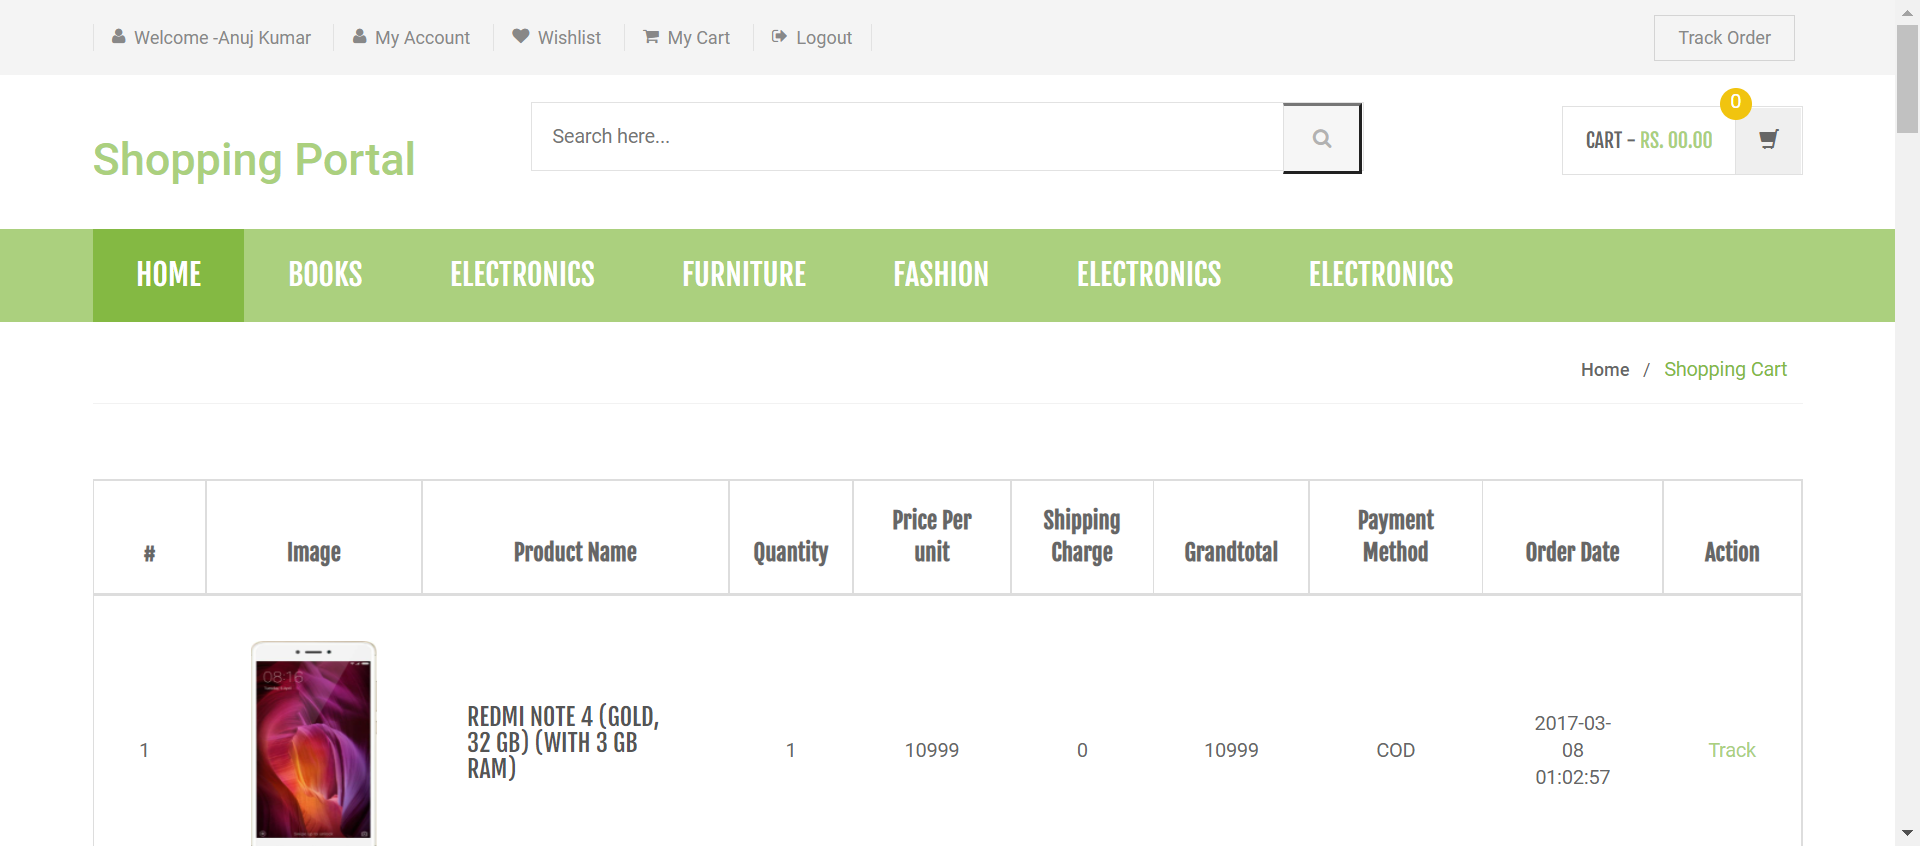 Welcome -Anuj Kumar
My Account
Wishlist
My Cart
Logout
Track Order
Shopping Portal
Search here...
CART - RS. 00.00
0
HOME
BOOKS
ELECTRONICS
FURNITURE
FASHION
ELECTRONICS
ELECTRONICS
Home / Shopping Cart
#
Image
Product Name
Quantity
Price Per
unit
Shipping
Charge
Grandtotal
Payment
Method
Order Date
Action
1
08:16
REDMI NOTE 4 (GOLD,
32 GB) (WITH 3 GB
RAM)
1
10999
0
10999
COD
2017-03-
08
01:02:57
Track